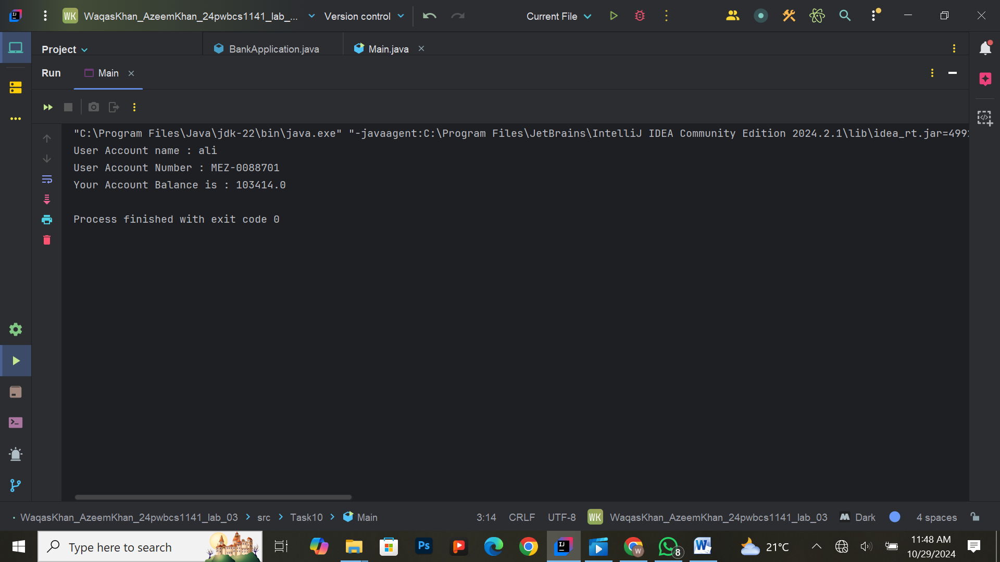 WK WaqasKhan_AzeemKhan_24pwbcs1141_lab_... Version control Current File
Project BankApplication.java Main.java
Run Main
"C:\Program Files\Java\jdk-22\bin\java.exe" "-javaagent:C:\Program Files\JetBrains\IntelliJ IDEA Community Edition 2024.2.1\lib\idea_rt.jar=499
User Account name : ali
User Account Number : MEZ-0088701
Your Account Balance is : 103414.0
Process finished with exit code 0
WaqasKhan_AzeemKhan_24pwbcs1141_lab_03 > src > Task10 > Main 3:14 CRLF UTF-8 WK WaqasKhan_AzeemKhan_24pwbcs1141_lab_03 Dark 4 spaces
Type here to search Ps IJ W 8 W 21°C 11:48 AM
10/29/2024